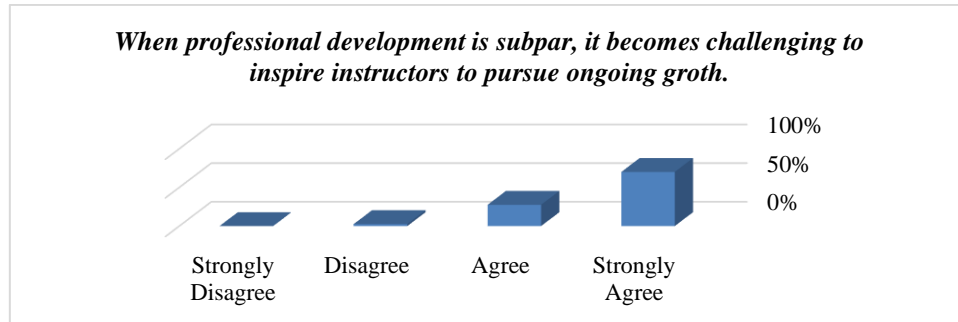 When professional development is subpar, it becomes challenging to
inspire instructors to pursue ongoing groth.
100%
50%
0%
Strongly
Disagree
Disagree
Agree
Strongly
Agree